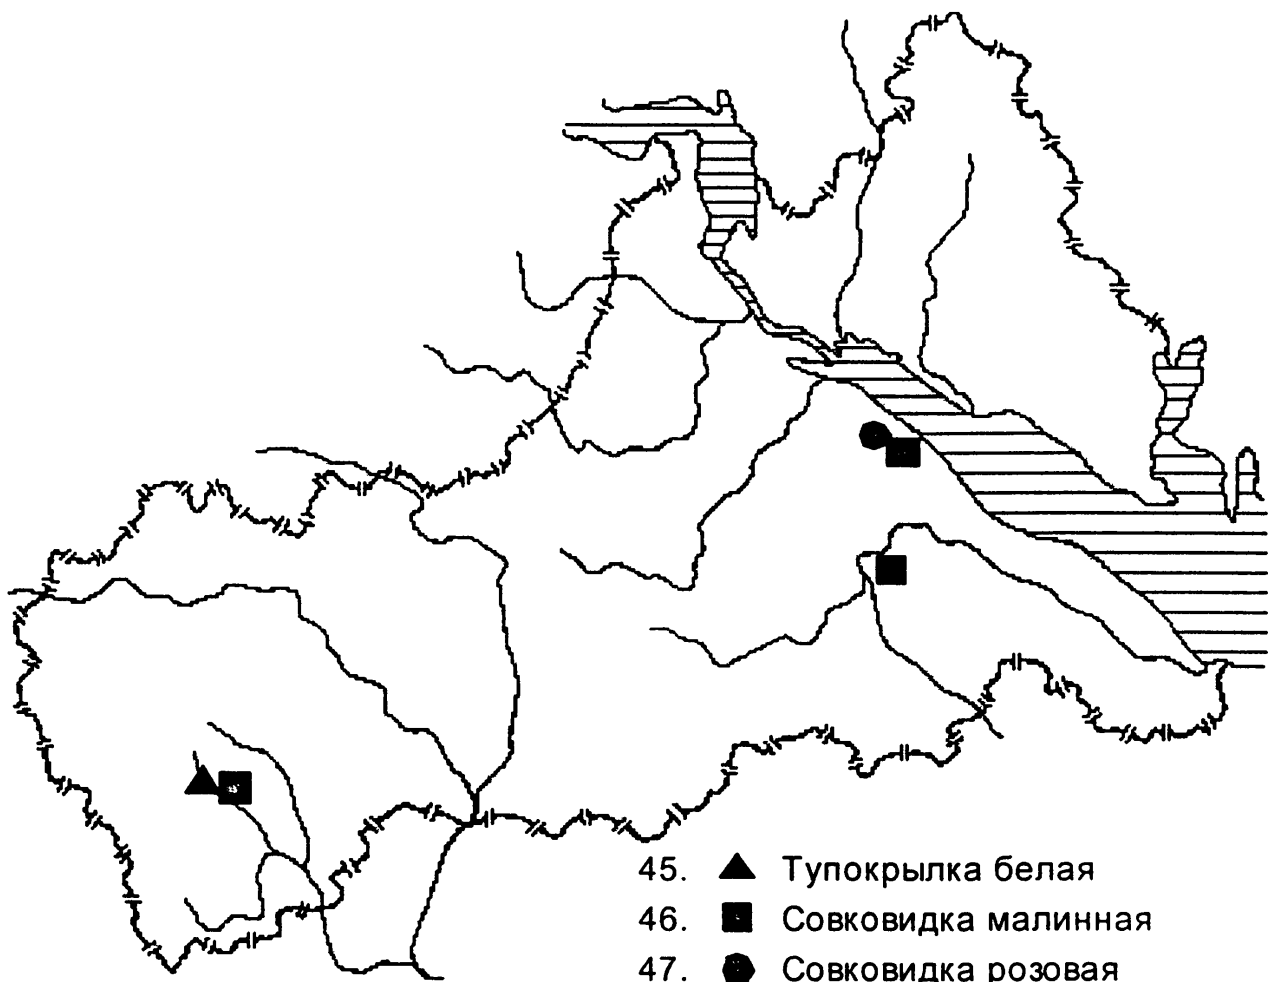 45. Тупокрылка белая
46. Совковидка малинная
47. Совковидка розовая